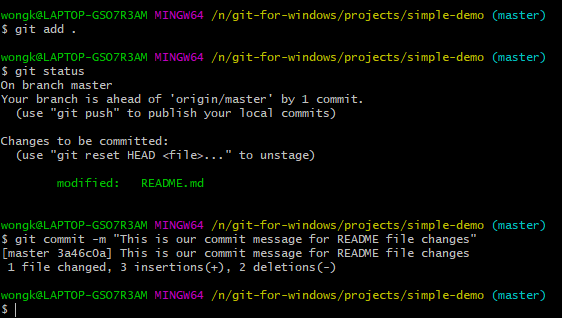 wongk@LAPTOP-GSO7R3AM MINGW64 /n/git-for-windows/projects/simple-demo (master)
$ git add .
wongk@LAPTOP-GSO7R3AM MINGW64 /n/git-for-windows/projects/simple-demo (master)
$ git status
On branch master
Your branch is ahead of 'origin/master' by 1 commit.
(use "git push" to publish your local commits)
Changes to be committed:
(use "git reset HEAD <file>..." to unstage)
modified: README.md
wongk@LAPTOP-GSO7R3AM MINGW64 /n/git-for-windows/projects/simple-demo (master)
$ git commit -m "This is our commit message for README file changes"
[master 3a46c0a] This is our commit message for README file changes
1 file changed, 3 insertions(+), 2 deletions(-)
wongk@LAPTOP-GSO7R3AM MINGW64 /n/git-for-windows/projects/simple-demo (master)
$